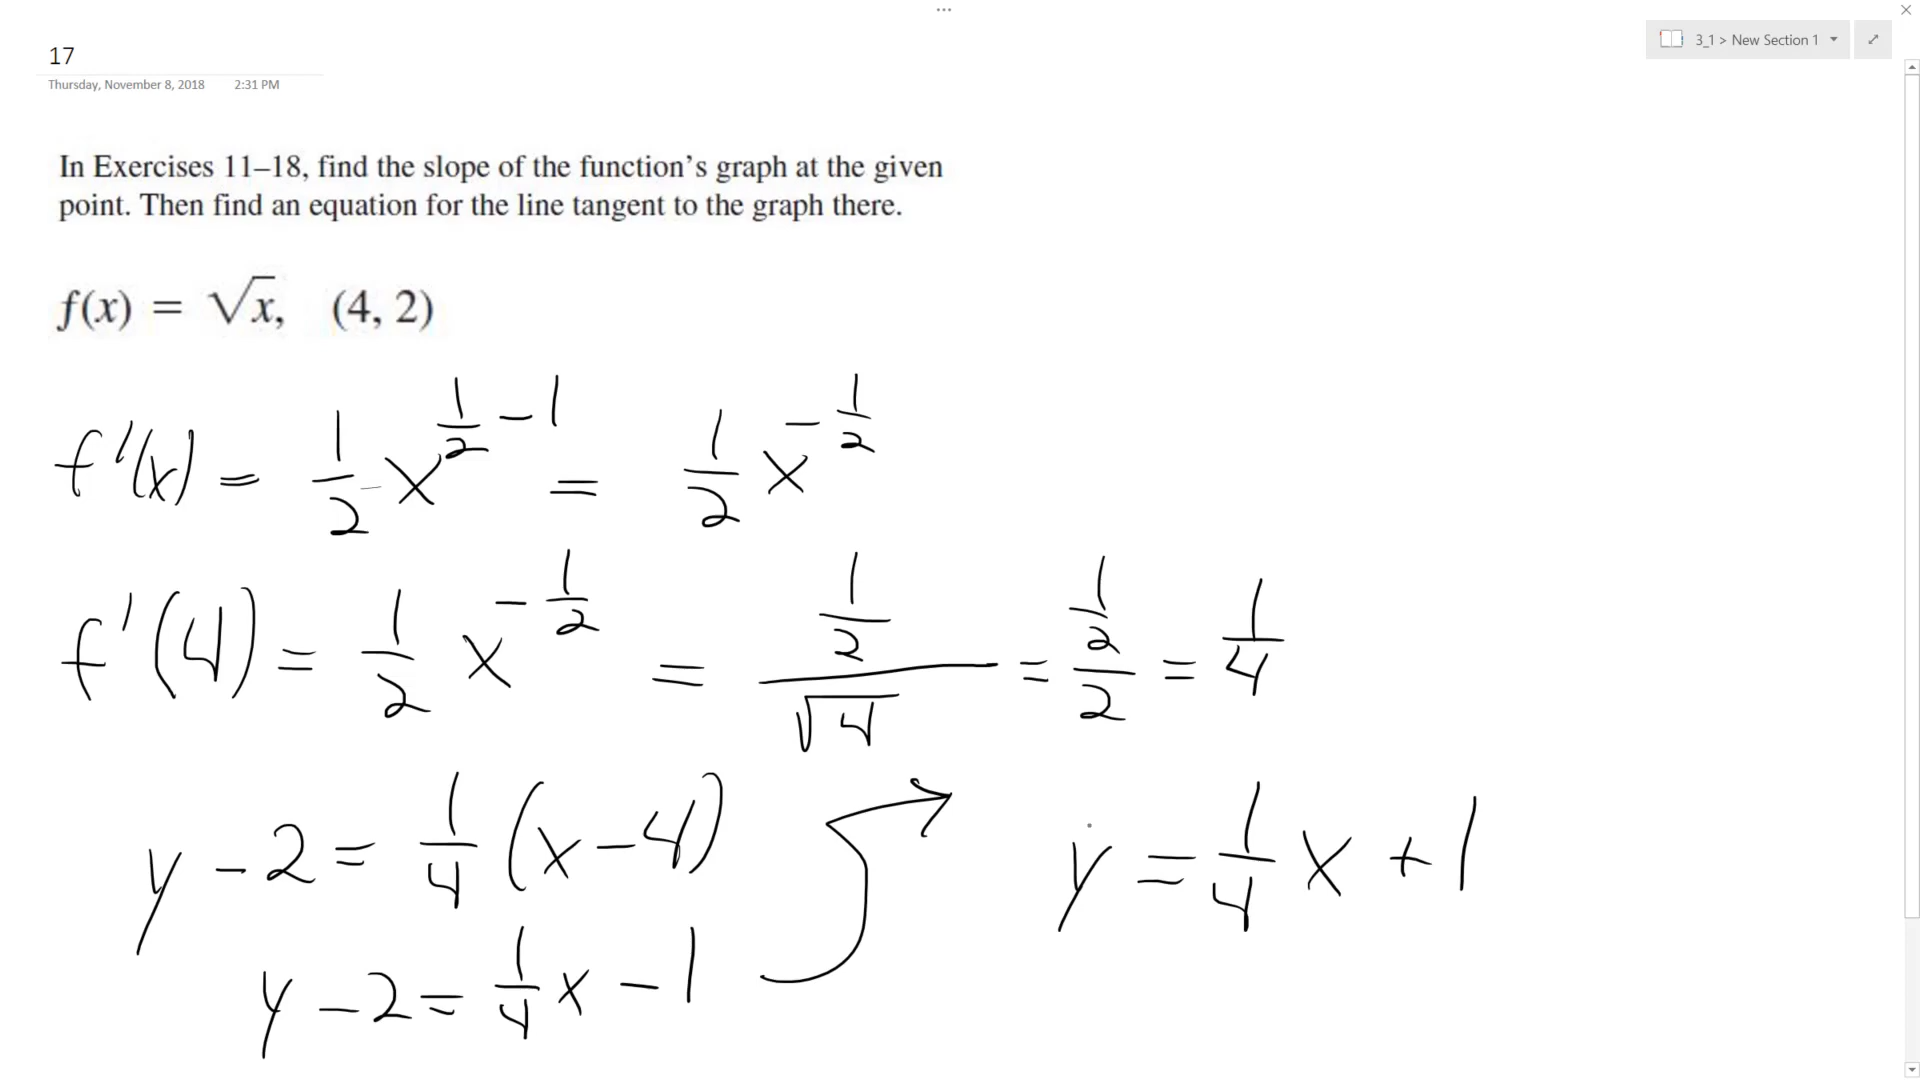 ...
3_1 > New Section 1
17
Thursday, November 8, 2018 2:31 PM
In Exercises 11–18, find the slope of the function’s graph at the given
point. Then find an equation for the line tangent to the graph there.
f(x) = √x, (4, 2)
f'(x) = 1/2 x^(1/2 - 1) = 1/2 x^(-1/2)
f'(4) = 1/2 x^(-1/2) = (1/2)/√4 = (1/2)/2 = 1/4
y - 2 = 1/4 (x - 4)
y = 1/4 x + 1
y - 2 = 1/4 x - 1